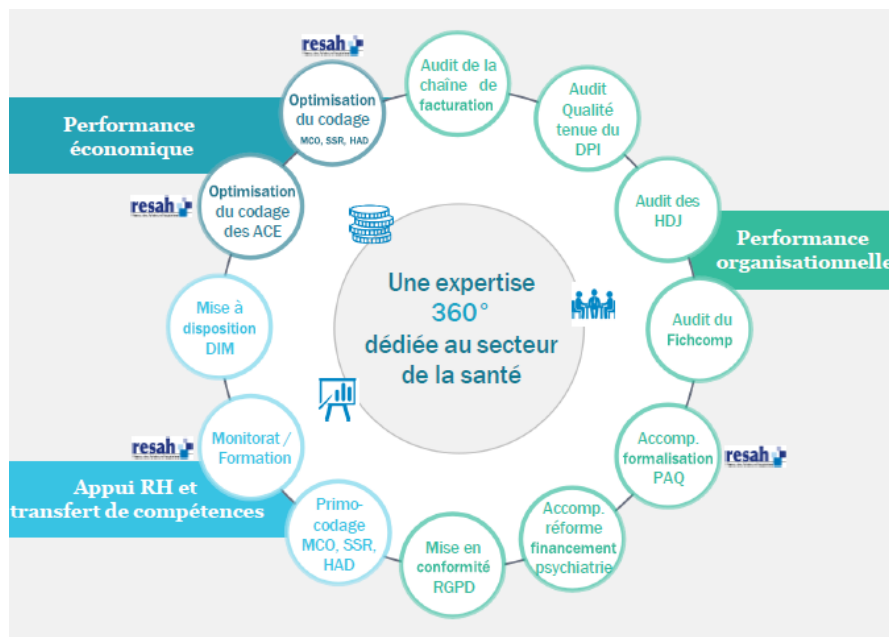 resah
Optimisation
du codage
MCO, SSR, HAD
Audit de la
chaîne de
facturation
Audit
Qualité
tenue du
DPI
Performance
économique
resah
Optimisation
du codage
des ACE
Audit des
HDJ
Performance
organisationnelle
Une expertise
360°
dédiée au secteur
de la santé
Mise à
disposition
DIM
Audit du
Fichcomp
resah
Monitorat /
Formation
Accomp.
formalisation
PAQ
resah
Appui RH et
transfert de compétences
Primo-
codage
MCO, SSR,
HAD
Mise en
conformité
RGPD
Accomp.
réforme
financement
psychiatrie